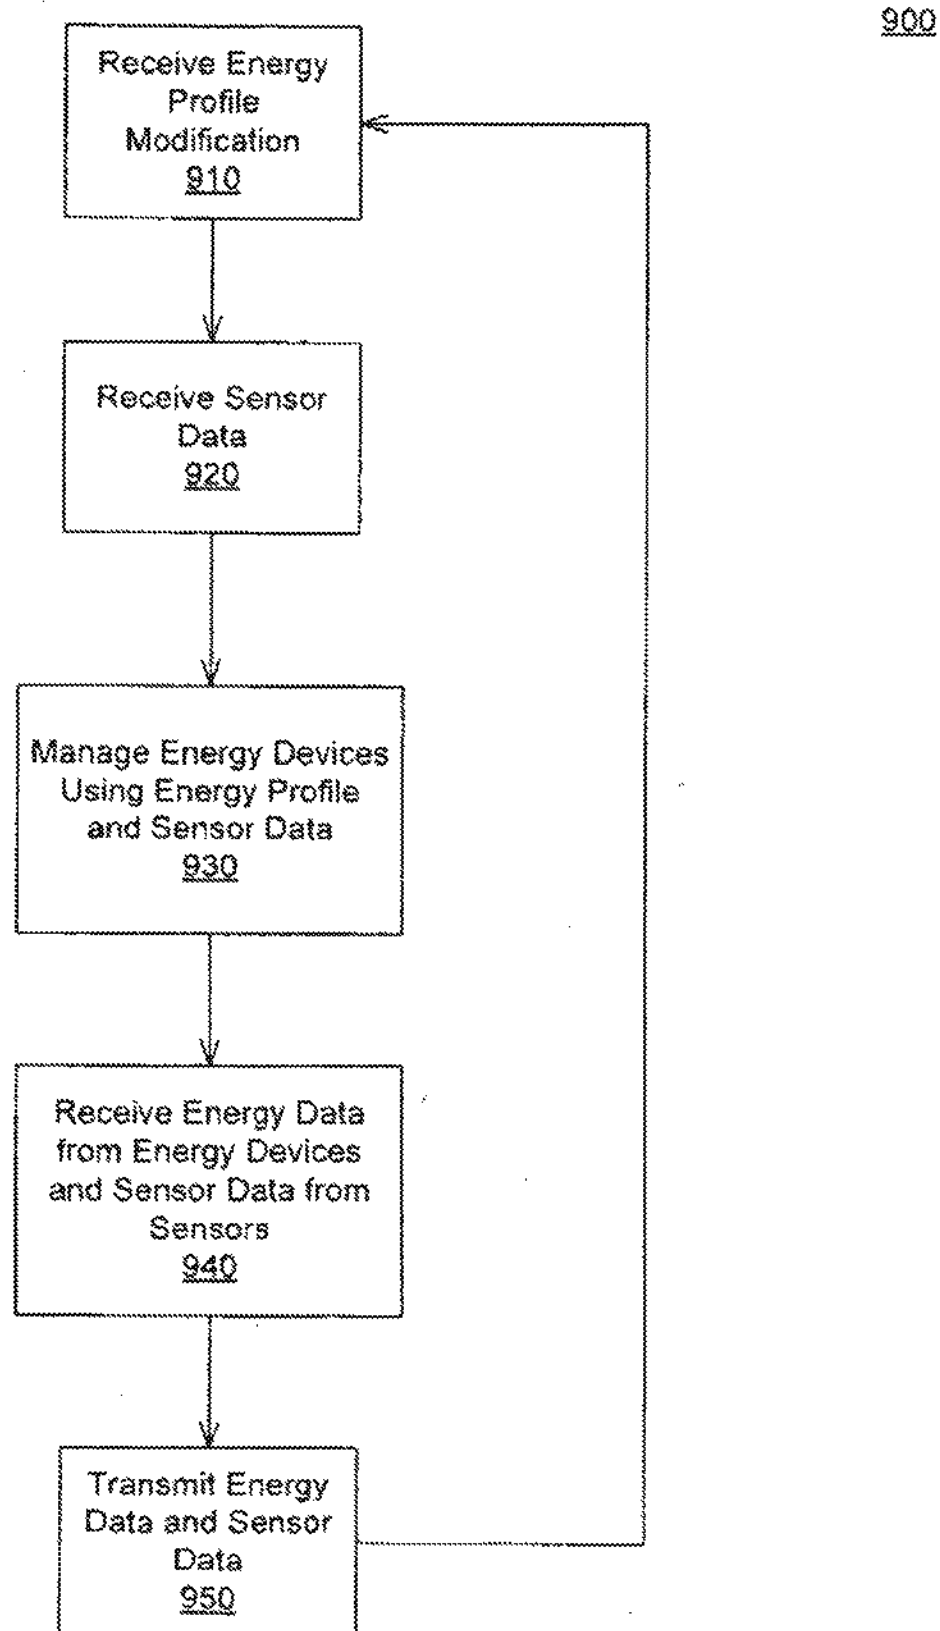 900
Receive Energy
Profile
Modification
910
Receive Sensor
Data
920
Manage Energy Devices
Using Energy Profile
and Sensor Data
930
Receive Energy Data
from Energy Devices
and Sensor Data from
Sensors
940
Transmit Energy
Data and Sensor
Data
950